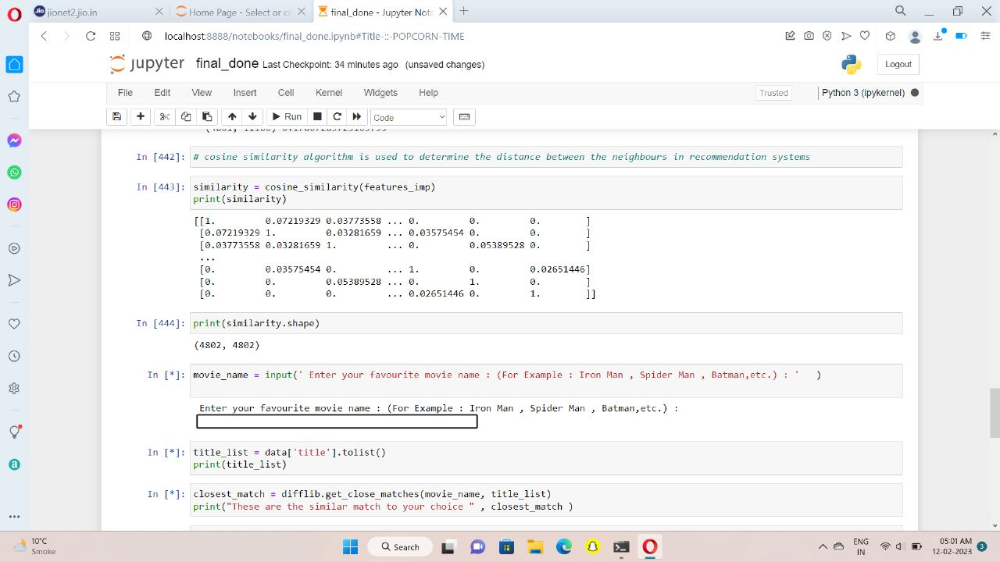 jionet2.jio.in
Home Page - Select or cr
final_done - Jupyter Note
localhost:8888/notebooks/final_done.ipynb#Title-::-POPCORN-TIME
jupyter final_done Last Checkpoint: 34 minutes ago (unsaved changes)
Logout
File Edit View Insert Cell Kernel Widgets Help
Trusted
Python 3 (ipykernel)
Run
Code
In [442]: # cosine similarity algorithm is used to determine the distance between the neighbours in recommendation systems
In [443]: similarity = cosine_similarity(features_imp)
print(similarity)
[[1. 0.07219329 0.03773558 ... 0. 0. 0. ]
[0.07219329 1. 0.03281659 ... 0.03575454 0. 0. ]
[0.03773558 0.03281659 1. ... 0. 0.05389528 0. ]
...
[0. 0.03575454 0. ... 1. 0. 0.02651446]
[0. 0. 0.05389528 ... 0. 1. 0. ]
[0. 0. 0. ... 0.02651446 0. 1. ]]
In [444]: print(similarity.shape)
(4802, 4802)
In [*]: movie_name = input(' Enter your favourite movie name : (For Example : Iron Man , Spider Man , Batman,etc.) : ' )
Enter your favourite movie name : (For Example : Iron Man , Spider Man , Batman,etc.) :
In [*]: title_list = data['title'].tolist()
print(title_list)
In [*]: closest_match = difflib.get_close_matches(movie_name, title_list)
print("These are the similar match to your choice " , closest_match )
10°C
Smoke
Search
ENG
IN
05:01 AM
12-02-2023
3